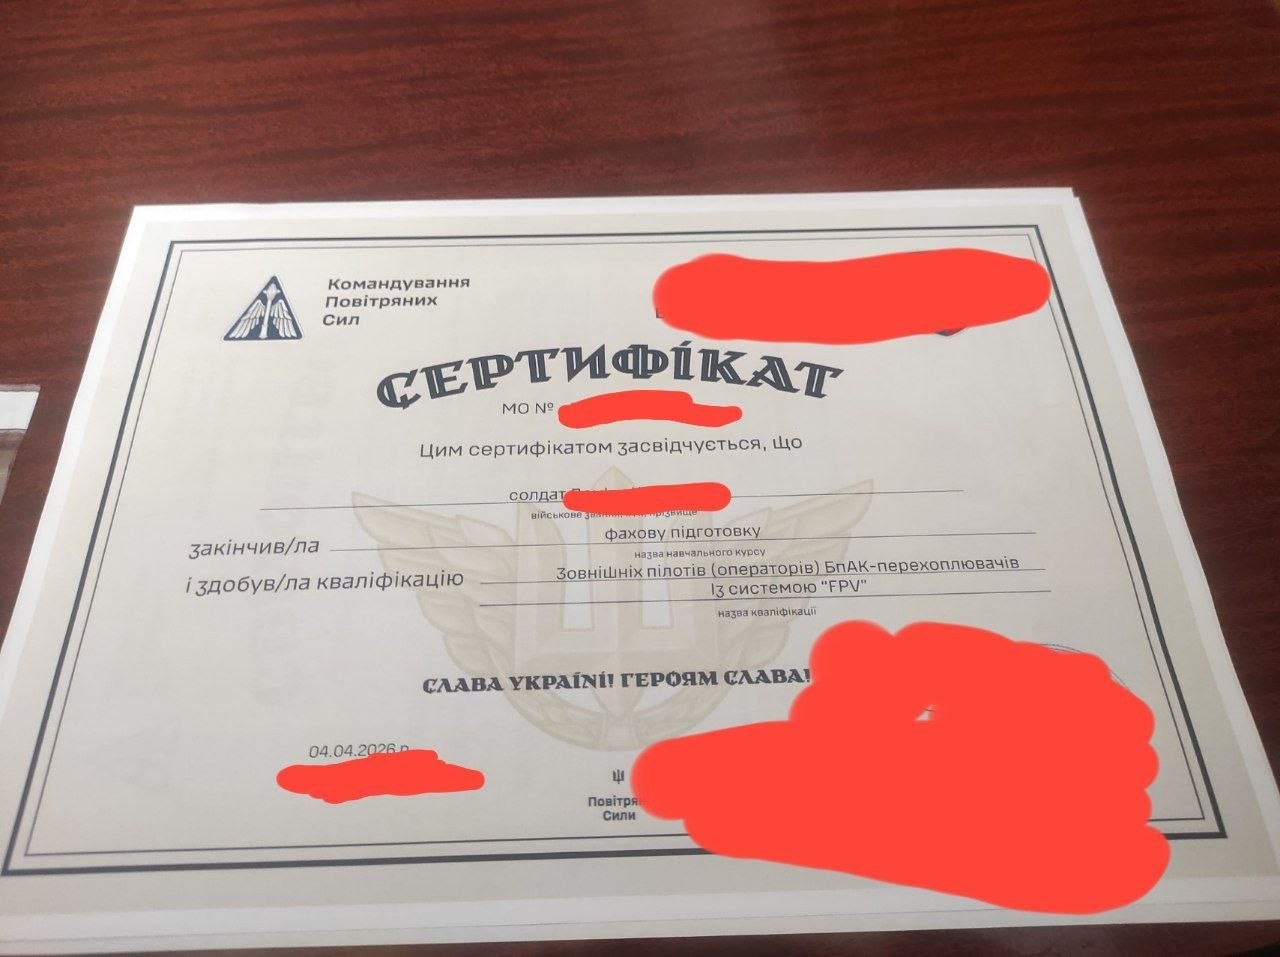 Командування
Повітряних
Сил
СЕРТИФІКАТ
МО №
Цим сертифікатом засвідчується, що
солдат
військове
фахову підготовку
закінчив/ла
назва навчального курсу
Зовнішніх пілотів (операторів) БпАК-перехоплювачів
і здобув/ла кваліфікацію
Із системою "FPV"
назва кваліфікації
СЛАВА УКРАЇНІ! ГЕРОЯМ СЛАВА!
04.04.2026 р.
Сили